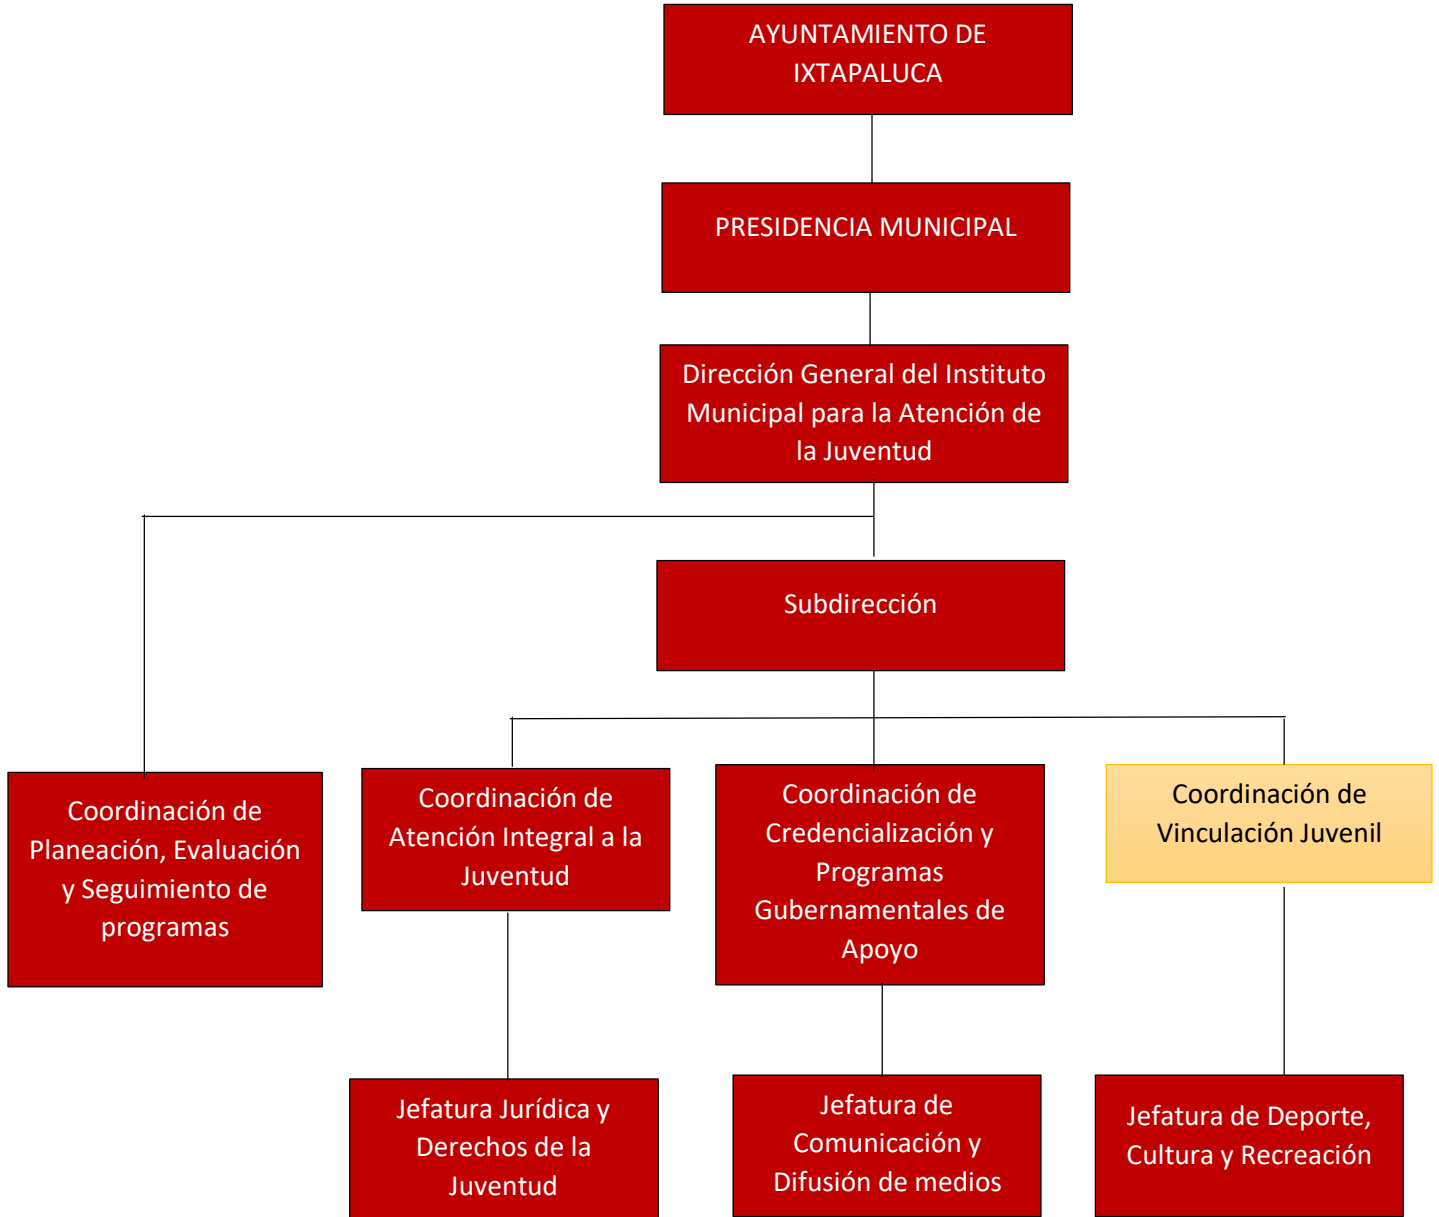 AYUNTAMIENTO DE
IXTAPALUCA
PRESIDENCIA MUNICIPAL
Dirección General del Instituto
Municipal para la Atención de
la Juventud
Subdirección
Coordinación de
Planeación, Evaluación
y Seguimiento de
programas
Coordinación de
Atención Integral a la
Juventud
Coordinación de
Credencialización y
Programas
Gubernamentales de
Apoyo
Coordinación de
Vinculación Juvenil
Jefatura Jurídica y
Derechos de la
Juventud
Jefatura de
Comunicación y
Difusión de medios
Jefatura de Deporte,
Cultura y Recreación